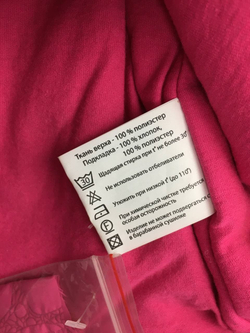 Ткань верха - 100 % полиэстер
Подкладка - 100 % хлопок,
100 % полиэстер
30
Щадящая стирка при t° не более 30°
Не использовать отбеливатели
Утюжить при низкой t° (до 110°)
При химической чистке требуется
особая осторожность
F
Изделие не может подвергаться с
в барабанной сушилке